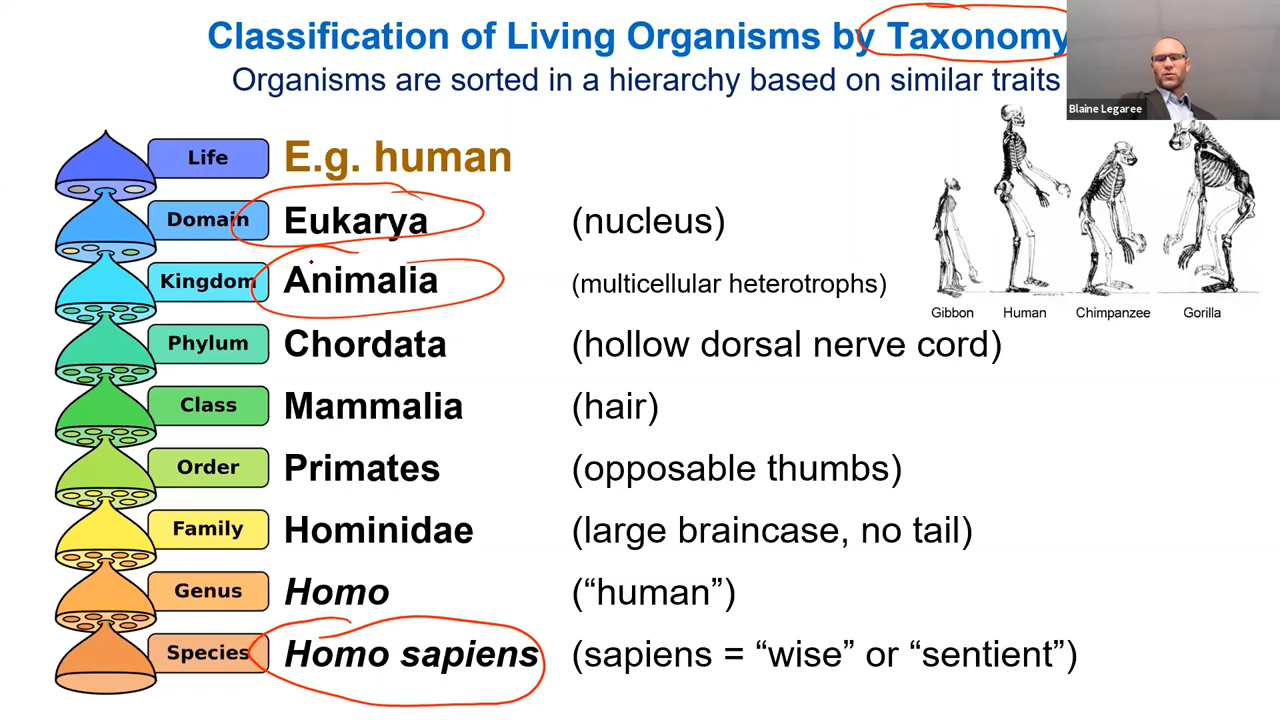 Classification of Living Organisms by Taxonomy
Organisms are sorted in a hierarchy based on similar traits
Blaine Legaree
Life E.g. human
Domain Eukarya (nucleus)
Kingdom Animalia (multicellular heterotrophs)
Gibbon Human Chimpanzee Gorilla
Phylum Chordata (hollow dorsal nerve cord)
Class Mammalia (hair)
Order Primates (opposable thumbs)
Family Hominidae (large braincase, no tail)
Genus Homo (“human”)
Species Homo sapiens (sapiens = “wise” or “sentient”)